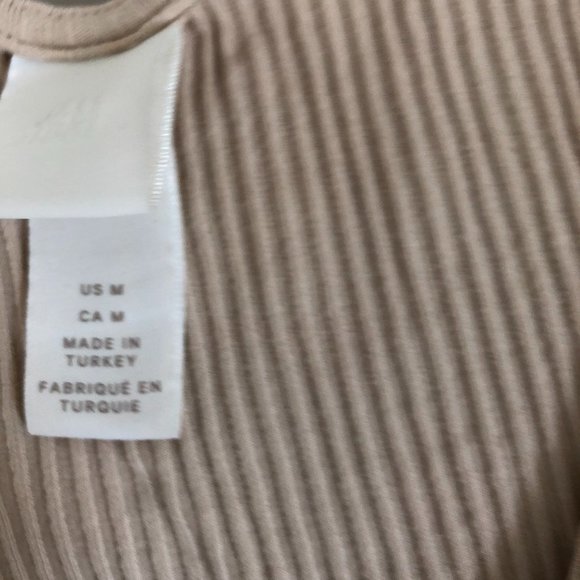 US M
CA M
MADE IN
TURKEY
FABRIQUÉ EN
TURQUIE